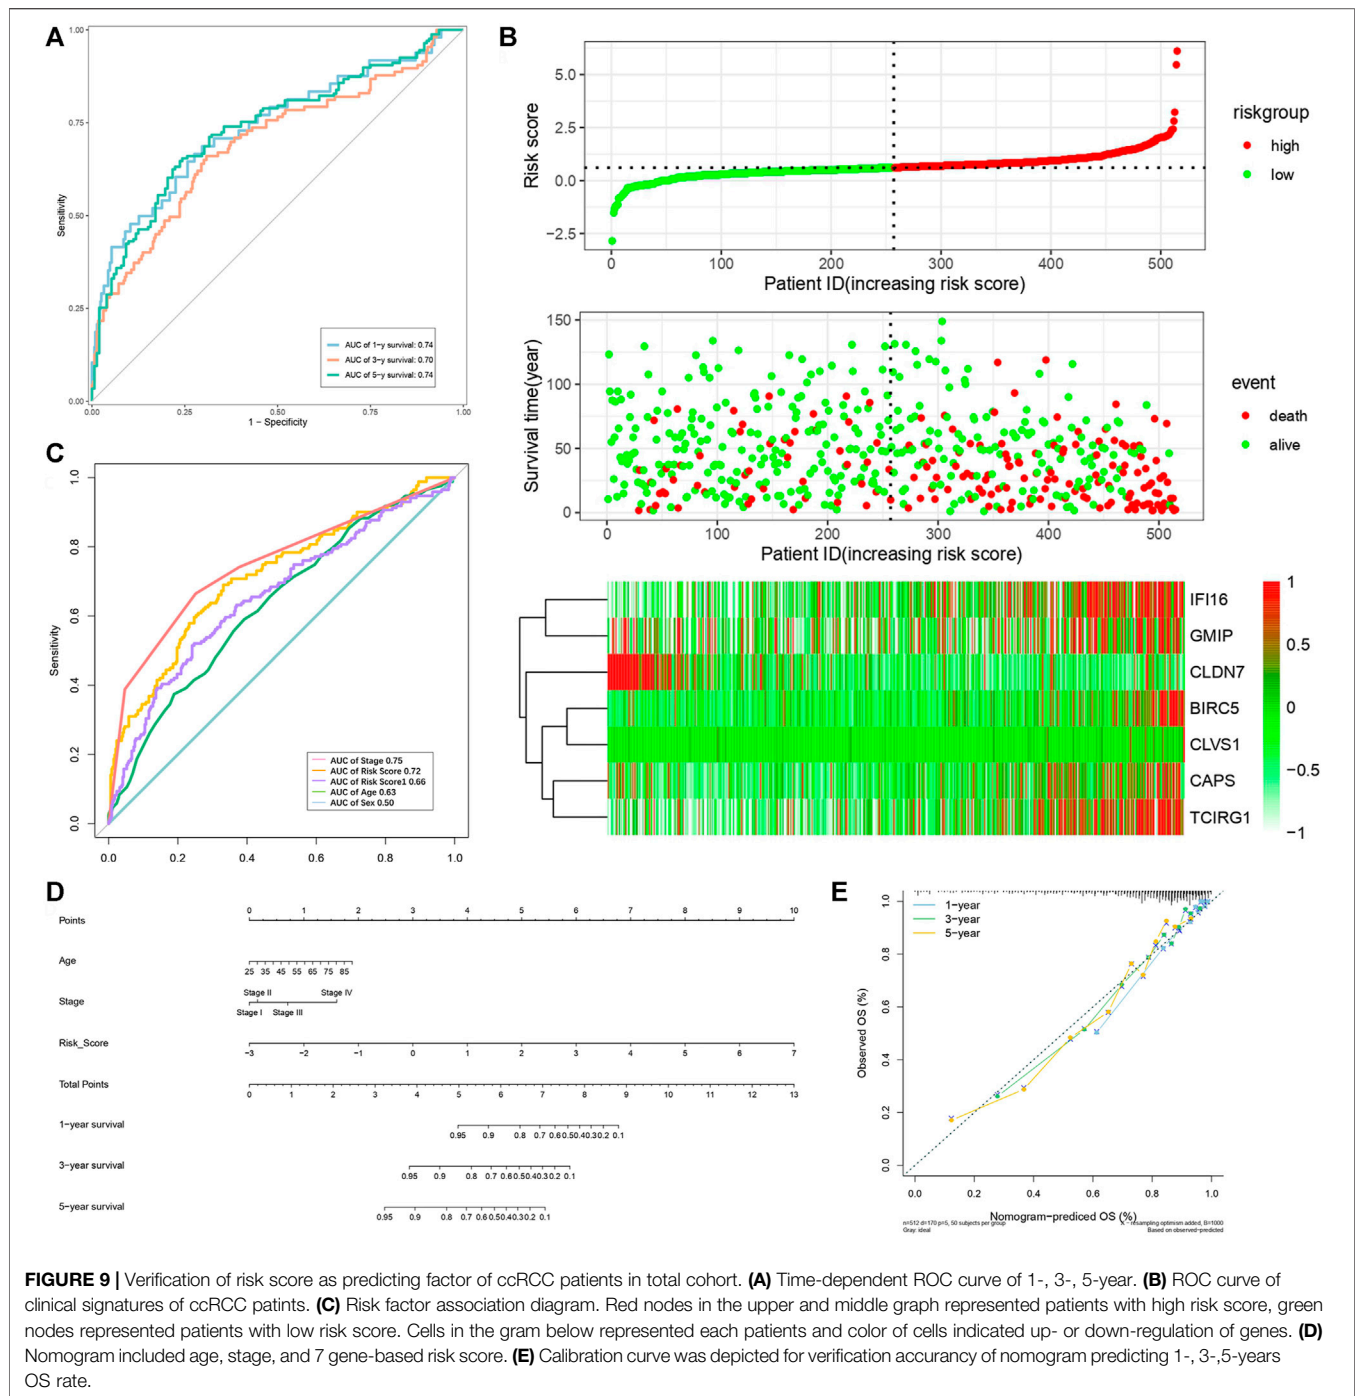 A
1.00
0.75
0.50
0.25
0.00
Sensitivity
0.00 0.25 0.50 0.75 1.00
1 − Specificity
AUC of 1−y survival: 0.74
AUC of 3−y survival: 0.70
AUC of 5−y survival: 0.74
B
5.0
2.5
0.0
−2.5
Risk score
0 100 200 300 400 500
Patient ID(increasing risk score)
riskgroup
high
low
150
100
50
0
Survival time(year)
0 100 200 300 400 500
Patient ID(increasing risk score)
event
death
alive
IFI16
GMIP
CLDN7
BIRC5
CLVS1
CAPS
TCIRG1
1
0.5
0
−0.5
−1
C
1.0
0.8
0.6
0.4
0.2
0.0
Sensitivity
0.0 0.2 0.4 0.6 0.8 1.0
AUC of Stage 0.75
AUC of Risk Score 0.72
AUC of Risk Score1 0.66
AUC of Age 0.63
AUC of Sex 0.50
D
Points
0 1 2 3 4 5 6 7 8 9 10
Age
25 35 45 55 65 75 85
Stage II Stage IV
Stage
Stage I Stage III
Risk_Score
−3 −2 −1 0 1 2 3 4 5 6 7
Total Points
0 1 2 3 4 5 6 7 8 9 10 11 12 13
1−year survival
0.95 0.9 0.8 0.7 0.6 0.5 0.4 0.3 0.2 0.1
3−year survival
0.95 0.9 0.8 0.7 0.6 0.5 0.4 0.3 0.2 0.1
5−year survival
0.95 0.9 0.8 0.7 0.6 0.5 0.4 0.3 0.2 0.1
E
1−year
3−year
5−year
1.0
0.8
0.6
0.4
0.2
0.0
Observed OS (%)
0.0 0.2 0.4 0.6 0.8 1.0
Nomogram−prediced OS (%)
n=512 d=170 p=5, 50 subjects per group
Gray: ideal
X − resampling optimism added, B=1000
Based on observed−predicted
FIGURE 9 | Verification of risk score as predicting factor of ccRCC patients in total cohort. (A) Time-dependent ROC curve of 1-, 3-, 5-year. (B) ROC curve of
clinical signatures of ccRCC patints. (C) Risk factor association diagram. Red nodes in the upper and middle graph represented patients with high risk score, green
nodes represented patients with low risk score. Cells in the gram below represented each patients and color of cells indicated up- or down-regulation of genes. (D)
Nomogram included age, stage, and 7 gene-based risk score. (E) Calibration curve was depicted for verification accurancy of nomogram predicting 1-, 3-,5-years
OS rate.